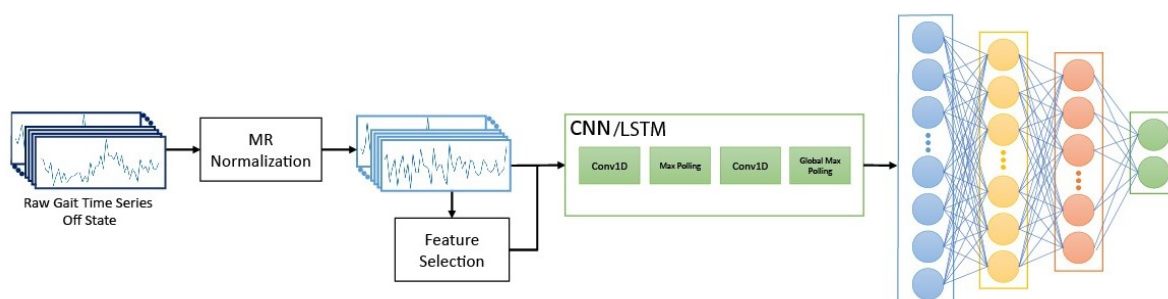 Raw Gait Time Series
Off State
MR
Normalization
Feature
Selection
CNN/LSTM
Conv1D
Max Polling
Conv1D
Global Max
Polling